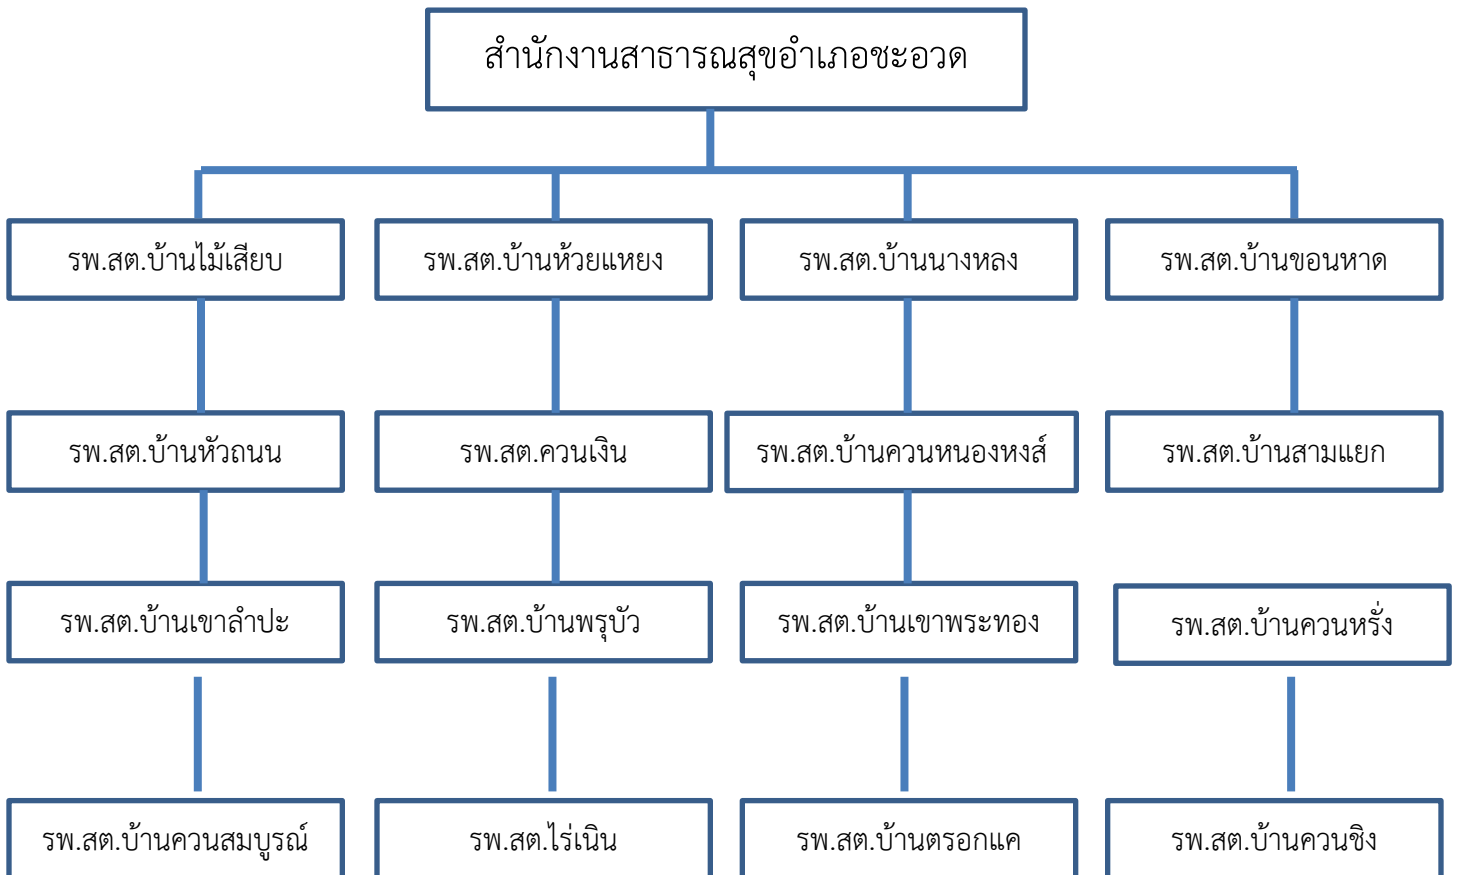 สำนักงานสาธารณสุขอำเภอชะอวด
รพ.สต.บ้านไม้เสียบ
รพ.สต.บ้านห้วยแหยง
รพ.สต.บ้านนางหลง
รพ.สต.บ้านขอนหาด
รพ.สต.บ้านหัวถนน
รพ.สต.ควนเงิน
รพ.สต.บ้านควนหนองหงส์
รพ.สต.บ้านสามแยก
รพ.สต.บ้านเขาลำปะ
รพ.สต.บ้านพรุบัว
รพ.สต.บ้านเขาพระทอง
รพ.สต.บ้านควนหรั่ง
รพ.สต.บ้านควนสมบูรณ์
รพ.สต.ไร่เนิน
รพ.สต.บ้านตรอกแค
รพ.สต.บ้านควนชิง